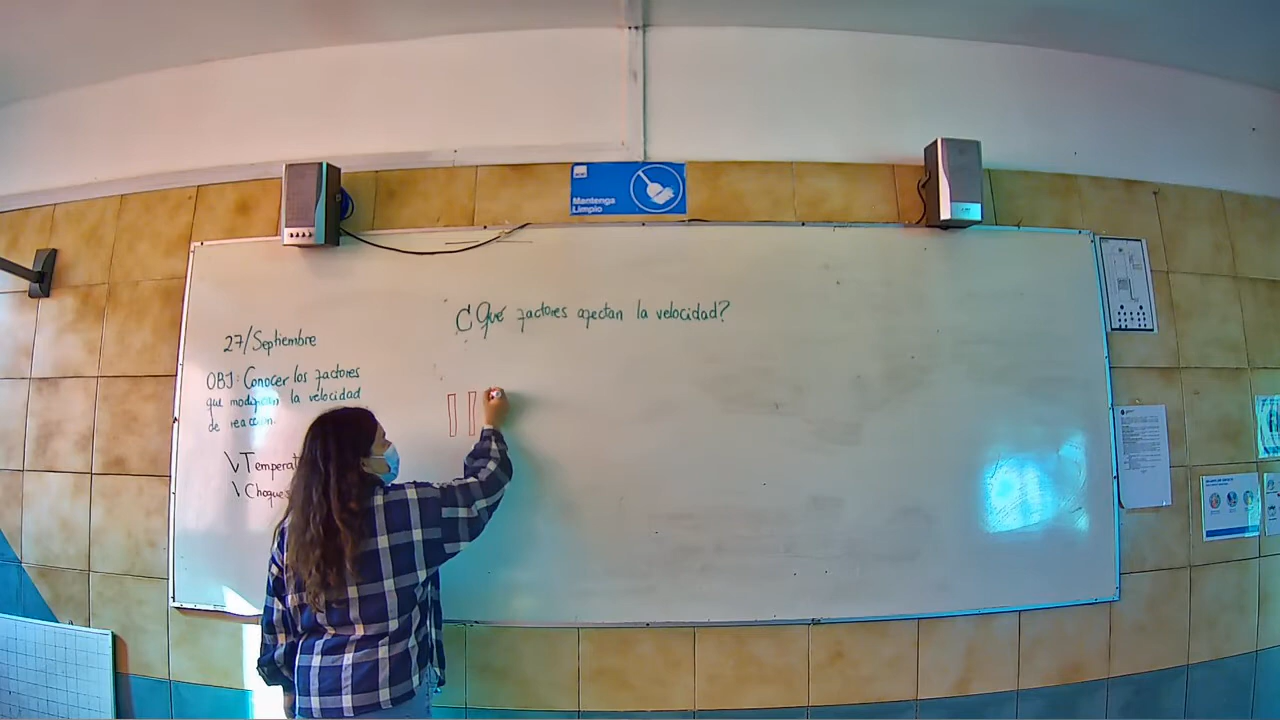 Mantenga
Limpio
¿Qué factores afectan la velocidad?
27/Septiembre
OBJ: Conocer los factores
que modifican la velocidad
de reacción.
Temperat
Choques